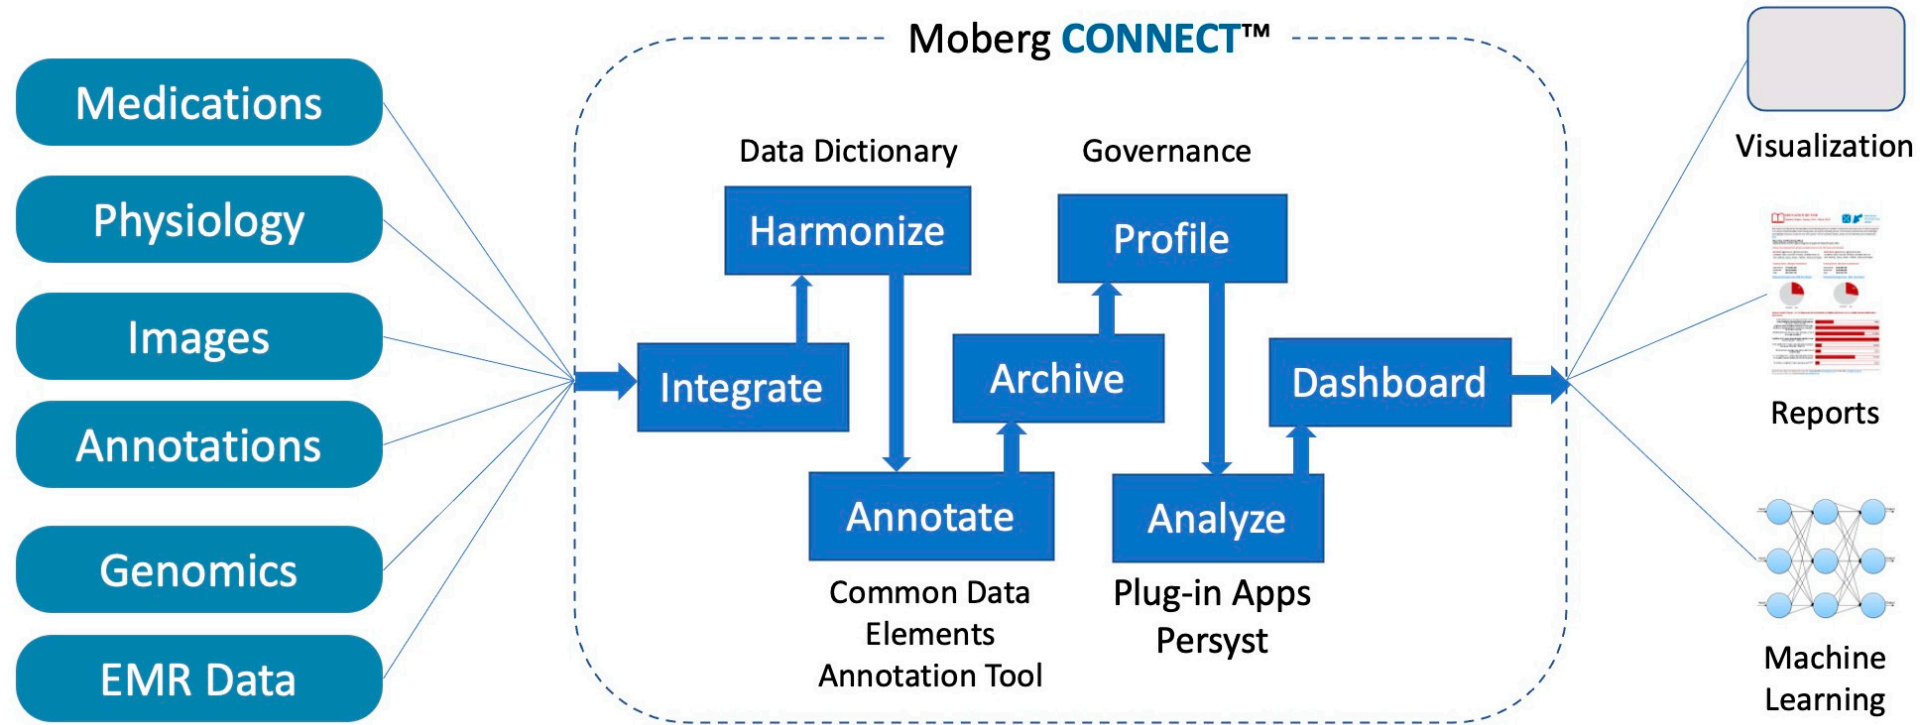 Moberg CONNECT™
Medications
Physiology
Images
Annotations
Genomics
EMR Data
Data Dictionary
Harmonize
Integrate
Annotate
Common Data
Elements
Annotation Tool
Governance
Profile
Archive
Analyze
Plug-in Apps
Persyst
Dashboard
Visualization
Reports
Machine
Learning